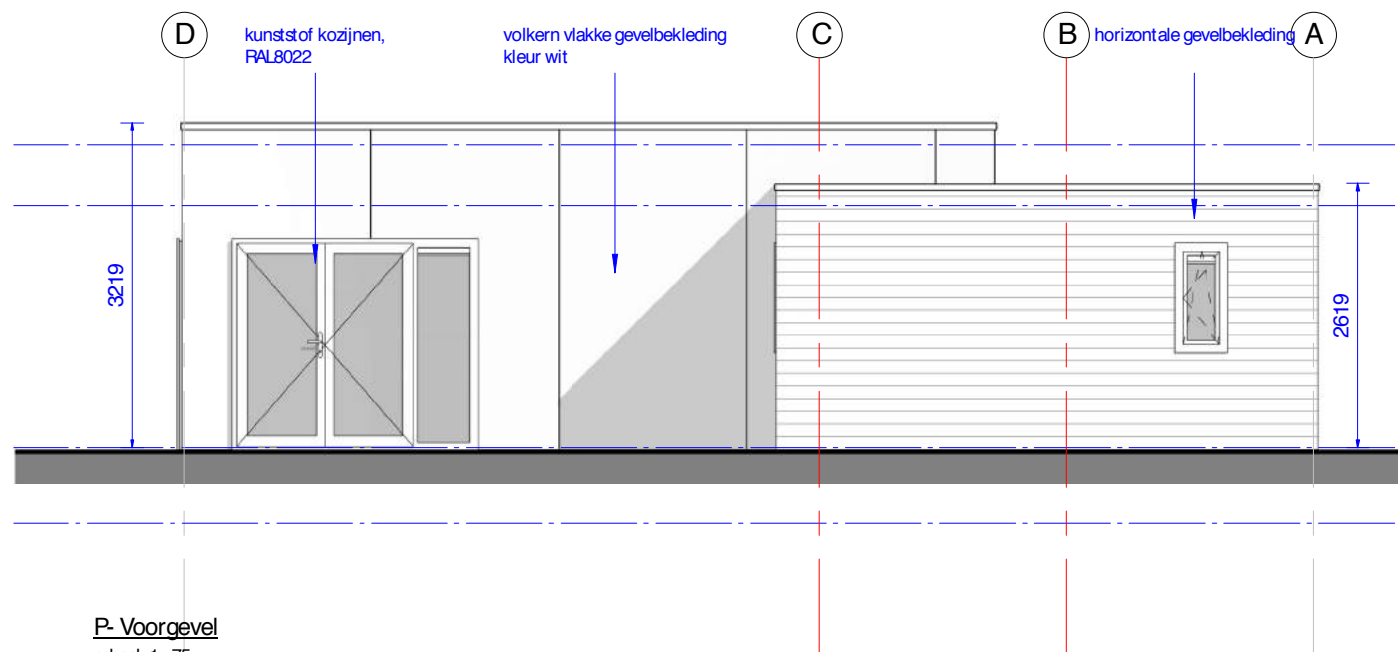 D
kunststof kozijnen,
RAL8022
volkern vlakke gevelbekleding
kleur wit
C
B
horizontale gevelbekleding
A
3219
2619
P- Voorgevel